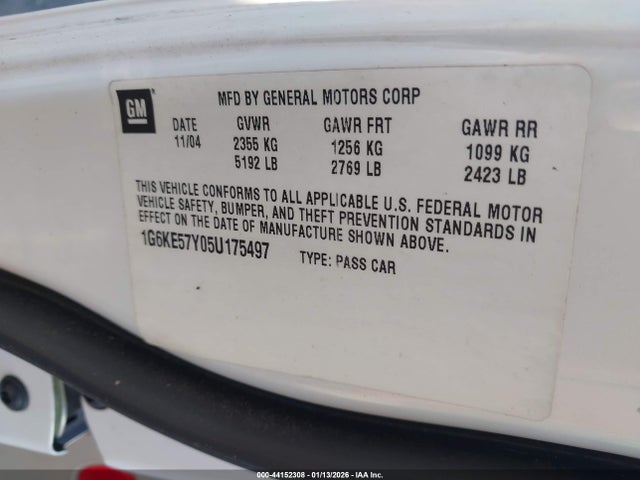 GM
MFD BY GENERAL MOTORS CORP
DATE GVWR GAWR FRT GAWR RR
11/04 2355 KG 1256 KG 1099 KG
5192 LB 2769 LB 2423 LB
THIS VEHICLE CONFORMS TO ALL APPLICABLE U.S. FEDERAL MOTOR
VEHICLE SAFETY, BUMPER, AND THEFT PREVENTION STANDARDS IN
EFFECT ON THE DATE OF MANUFACTURE SHOWN ABOVE.
1G6KE57Y05U175497 TYPE: PASS CAR
000-44152308 - 01/13/2026 - IAA Inc.